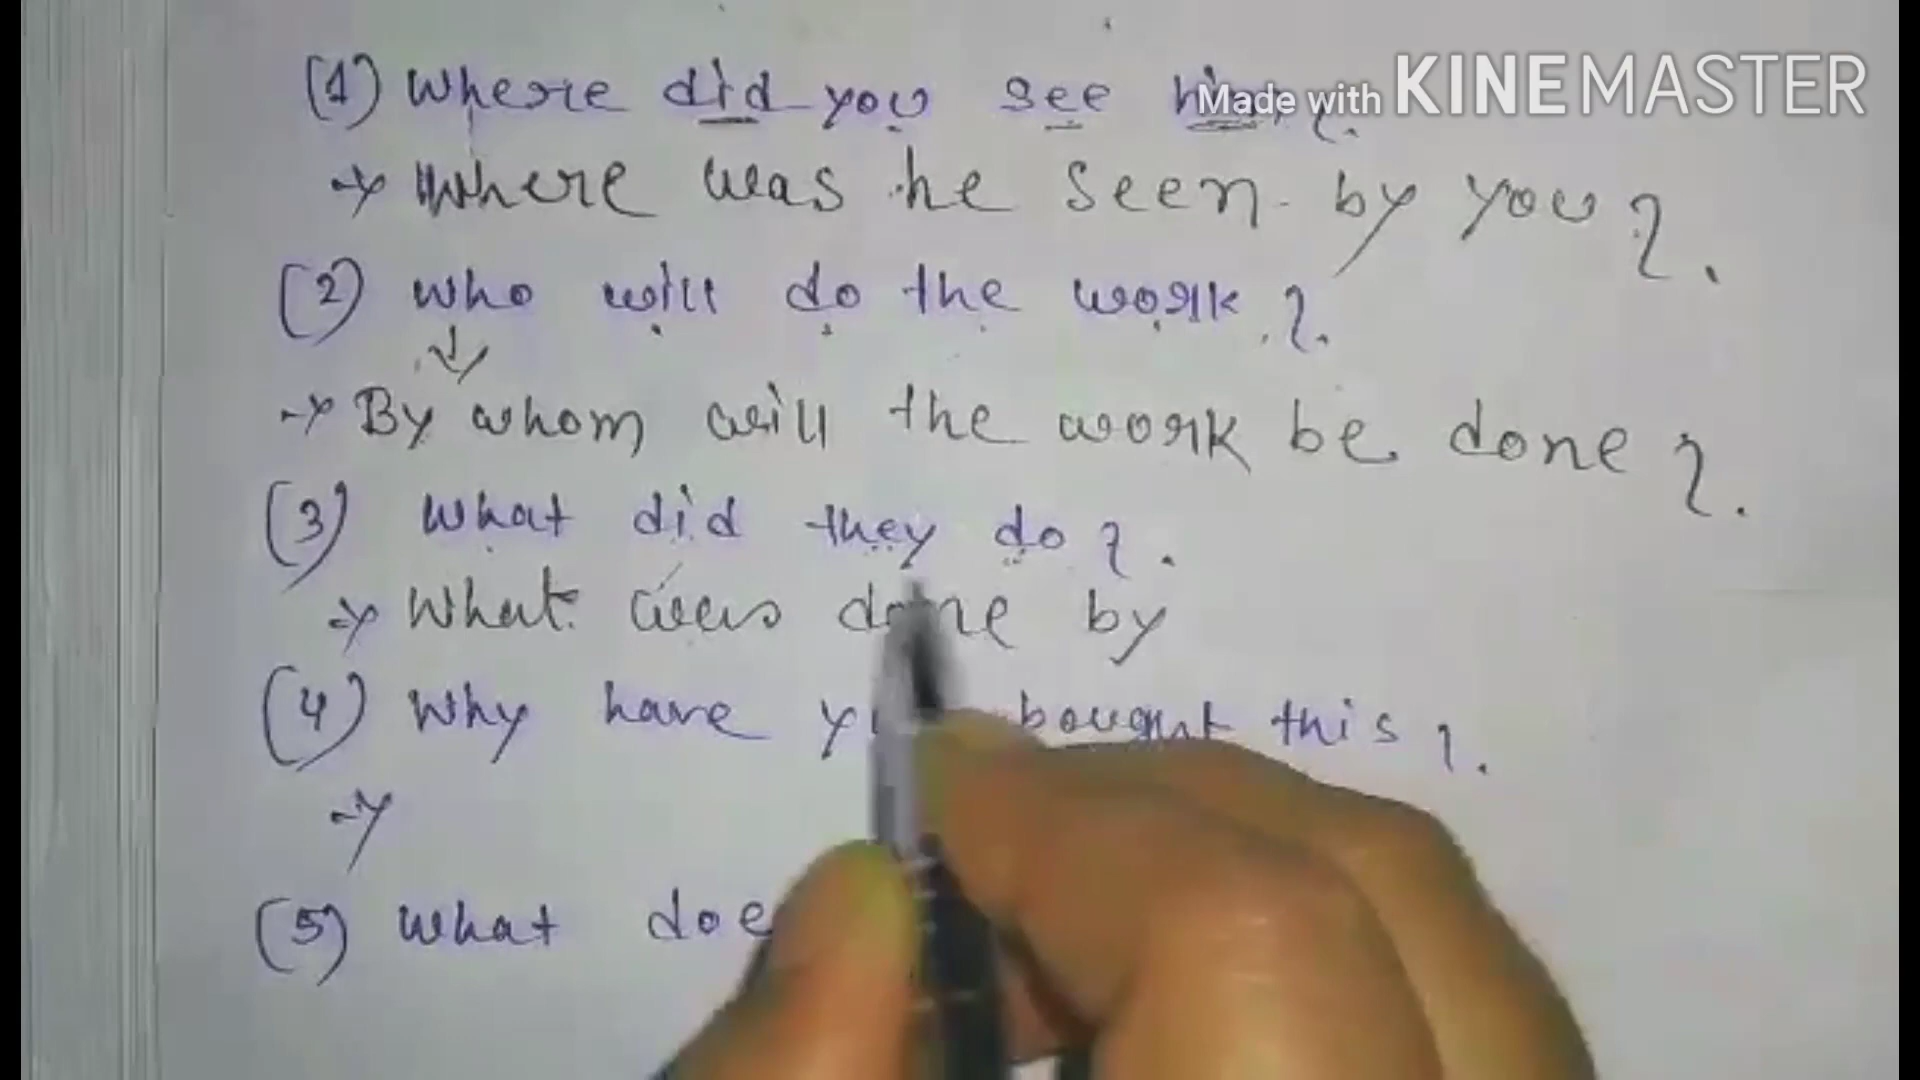 (1) Where did you see him ?.
Made with KINEMASTER
→ Where was he seen by you ?.
(2) Who will do the work ?.
→ By whom will the work be done ?.
(3) What did they do ?.
→ What was done by
(4) Why have bought this ?.
→
(5) What